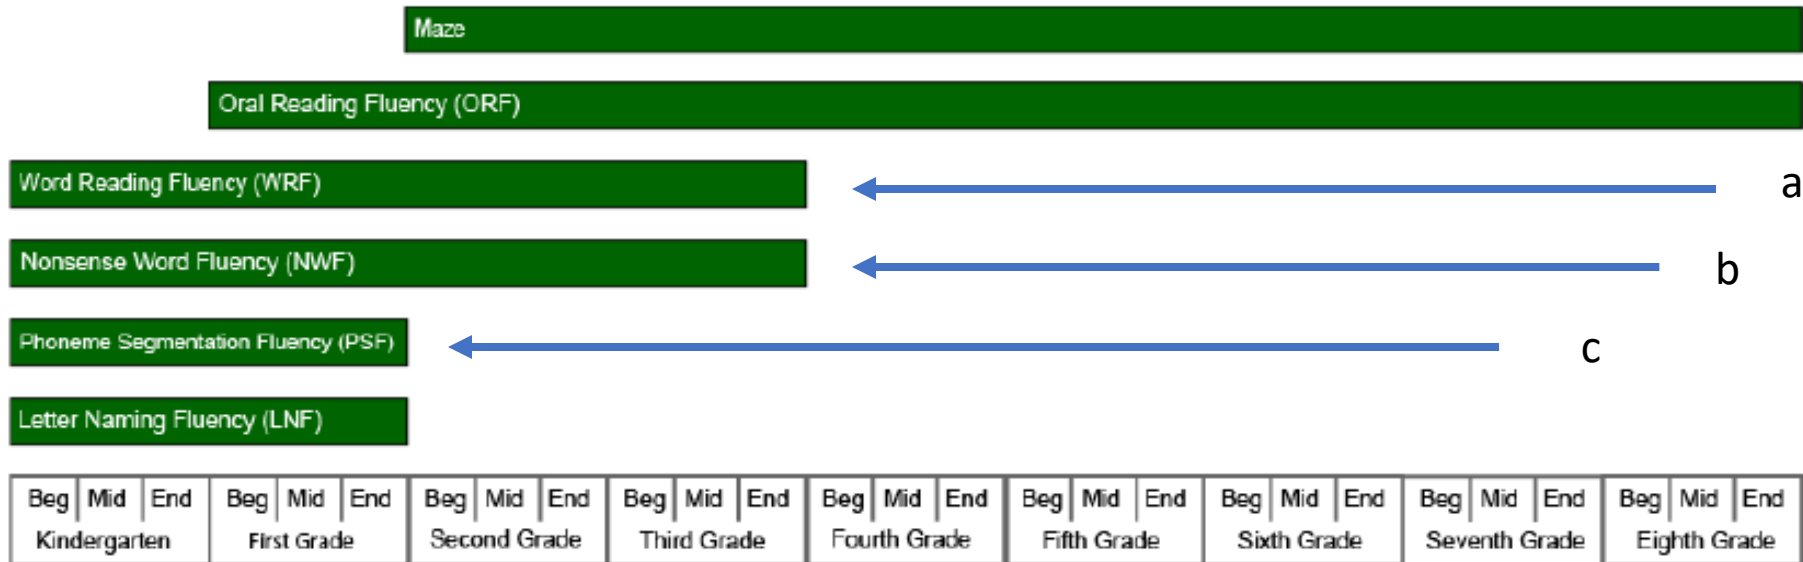 Maze
Oral Reading Fluency (ORF)
Word Reading Fluency (WRF)
a
Nonsense Word Fluency (NWF)
b
Phoneme Segmentation Fluency (PSF)
c
Letter Naming Fluency (LNF)
Beg Mid End Beg Mid End Beg Mid End Beg Mid End Beg Mid End Beg Mid End Beg Mid End Beg Mid End Beg Mid End
Kindergarten First Grade Second Grade Third Grade Fourth Grade Fifth Grade Sixth Grade Seventh Grade Eighth Grade